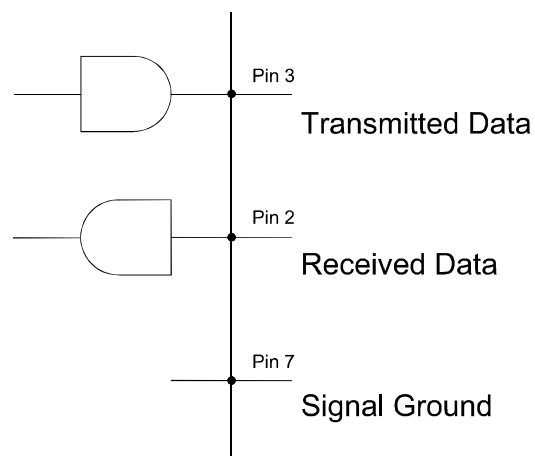 Pin 3
Transmitted Data
Pin 2
Received Data
Pin 7
Signal Ground